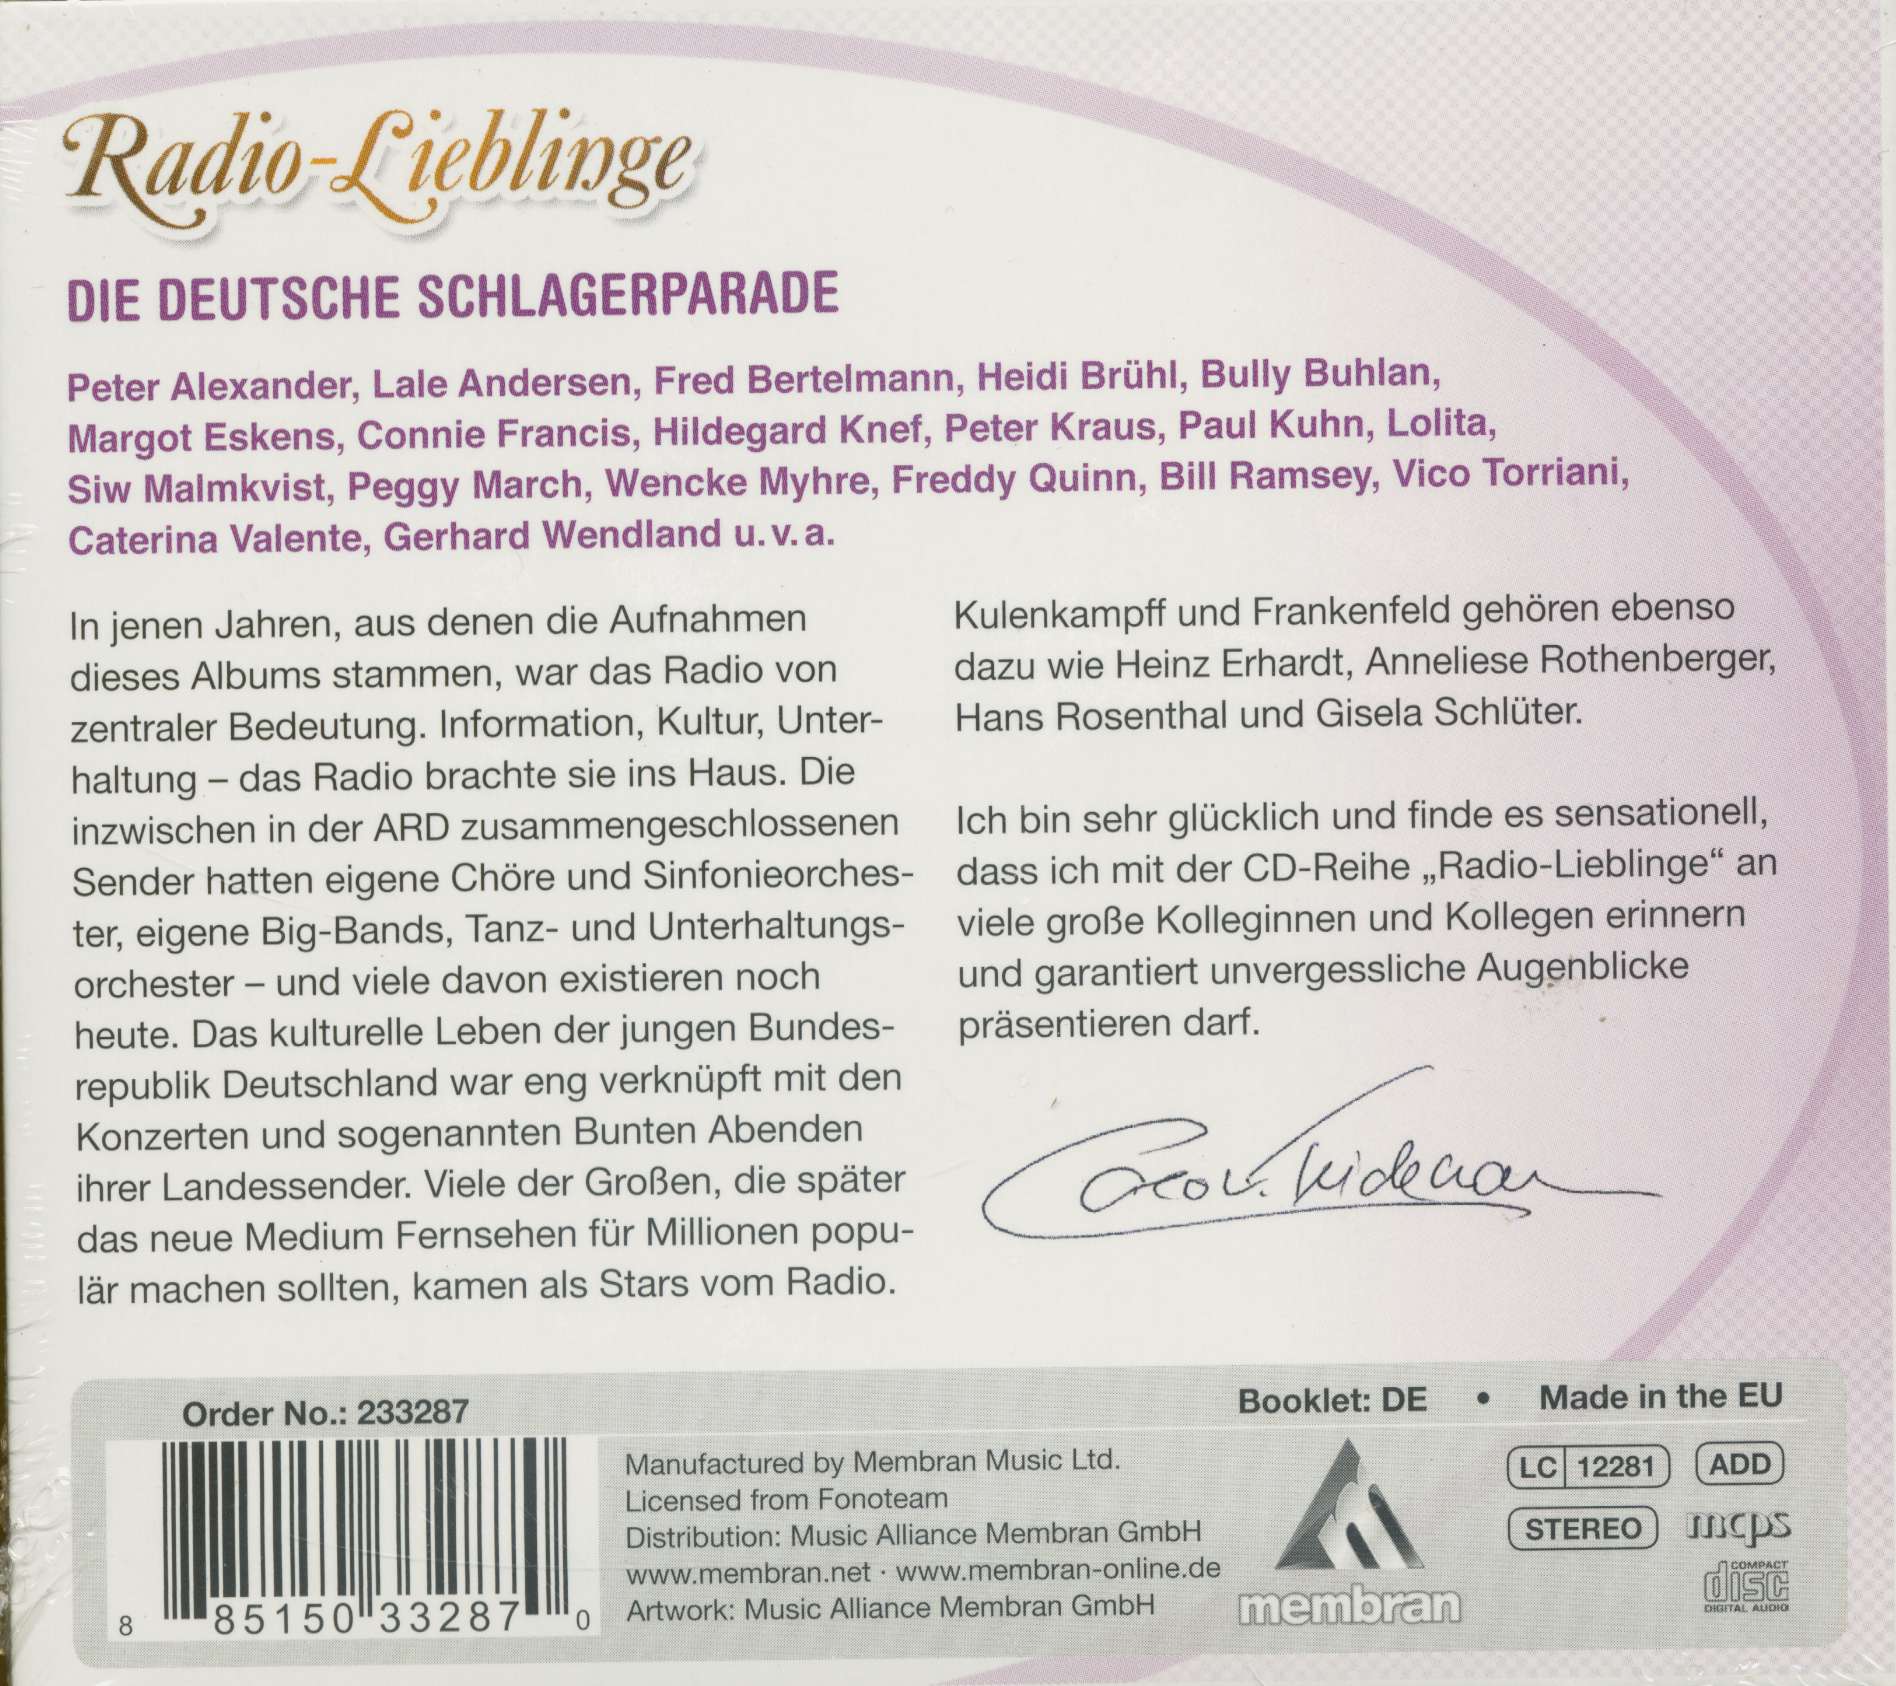 Radio-Lieblinge
DIE DEUTSCHE SCHLAGERPARADE
Peter Alexander, Lale Andersen, Fred Bertelmann, Heidi Brühl, Bully Buhlan,
Margot Eskens, Connie Francis, Hildegard Knef, Peter Kraus, Paul Kuhn, Lolita,
Siw Malmkvist, Peggy March, Wencke Myhre, Freddy Quinn, Bill Ramsey, Vico Torriani,
Caterina Valente, Gerhard Wendland u.v.a.
In jenen Jahren, aus denen die Aufnahmen
dieses Albums stammen, war das Radio von
zentraler Bedeutung. Information, Kultur, Unter-
haltung – das Radio brachte sie ins Haus. Die
inzwischen in der ARD zusammengeschlossenen
Sender hatten eigene Chöre und Sinfonieorches-
ter, eigene Big-Bands, Tanz- und Unterhaltungs-
orchester – und viele davon existieren noch
heute. Das kulturelle Leben der jungen Bundes-
republik Deutschland war eng verknüpft mit den
Konzerten und sogenannten Bunten Abenden
ihrer Landessender. Viele der Großen, die später
das neue Medium Fernsehen für Millionen popu-
lär machen sollten, kamen als Stars vom Radio.
Kulenkampff und Frankenfeld gehören ebenso
dazu wie Heinz Erhardt, Anneliese Rothenberger,
Hans Rosenthal und Gisela Schlüter.
Ich bin sehr glücklich und finde es sensationell,
dass ich mit der CD-Reihe „Radio-Lieblinge“ an
viele große Kolleginnen und Kollegen erinnern
und garantiert unvergessliche Augenblicke
präsentieren darf.
Order No.: 233287
8 85150 33287 0
Manufactured by Membran Music Ltd.
Licensed from Fonoteam
Distribution: Music Alliance Membran GmbH
www.membran.net · www.membran-online.de
Artwork: Music Alliance Membran GmbH
Booklet: DE • Made in the EU
membran
LC 12281 ADD
STEREO mcps
COMPACT
disc
DIGITAL AUDIO